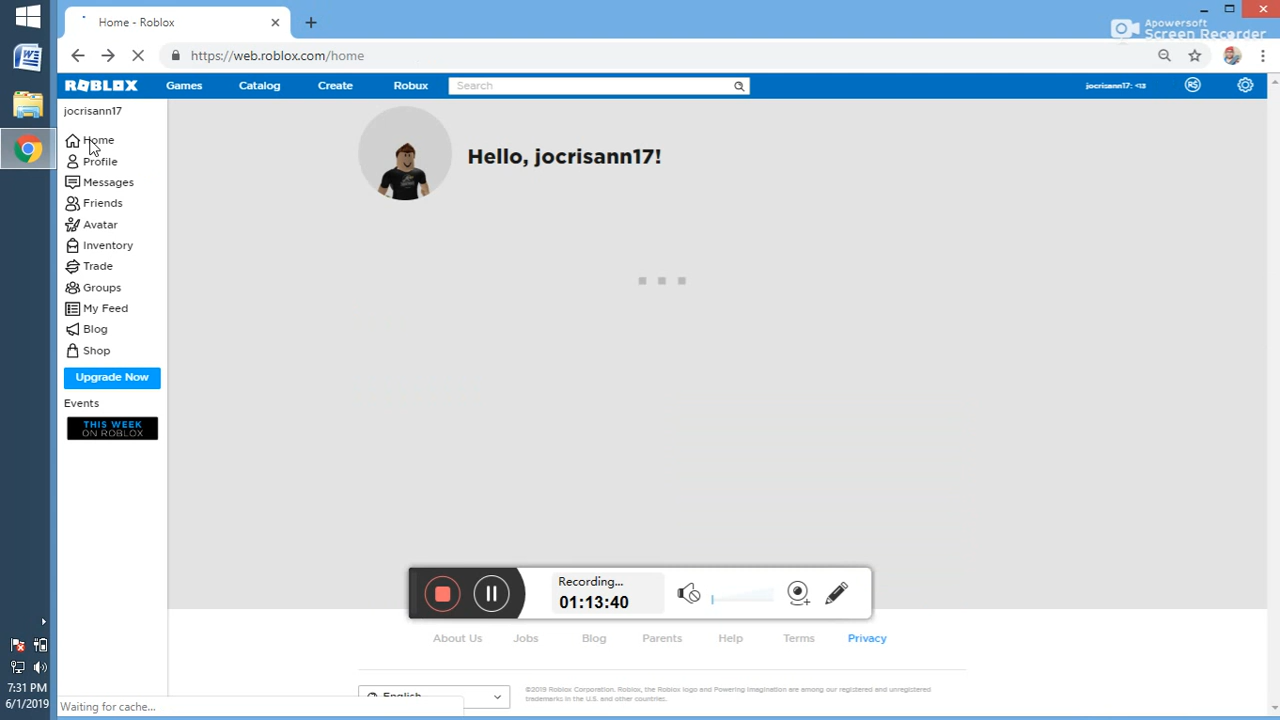 Home - Roblox
Apowersoft
Screen Recorder
https://web.roblox.com/home
ROBLOX Games Catalog Create Robux Search jocrisann17: <13
jocrisann17
Home
Profile
Messages
Friends
Avatar
Inventory
Trade
Groups
My Feed
Blog
Shop
Upgrade Now
Events
THIS WEEK
ON ROBLOX
Hello, jocrisann17!
Recording...
01:13:40
About Us Jobs Blog Parents Help Terms Privacy
English
©2019 Roblox Corporation. Roblox, the Roblox logo and Powering Imagination are among our registered and unregistered
trademarks in the U.S. and other countries.
Waiting for cache...
7:31 PM
6/1/2019